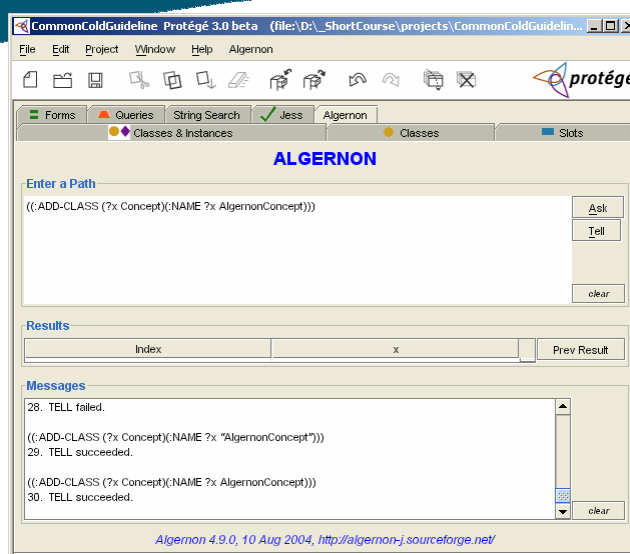 CommonColdGuideline Protégé 3.0 beta (file:\D:\_ShortCourse\projects\CommonColdGuidelin...
File Edit Project Window Help Algernon
protégé
Forms Queries String Search Jess Algernon
Classes & Instances Classes Slots
ALGERNON
Enter a Path
((:ADD-CLASS (?x Concept)(:NAME ?x AlgernonConcept)))
Ask
Tell
clear
Results
Index x Prev Result
Messages
28. TELL failed.
((:ADD-CLASS (?x Concept)(:NAME ?x "AlgernonConcept")))
29. TELL succeeded.
((:ADD-CLASS (?x Concept)(:NAME ?x AlgernonConcept)))
30. TELL succeeded.
clear
Algernon 4.9.0, 10 Aug 2004, http://algernon-j.sourceforge.net/